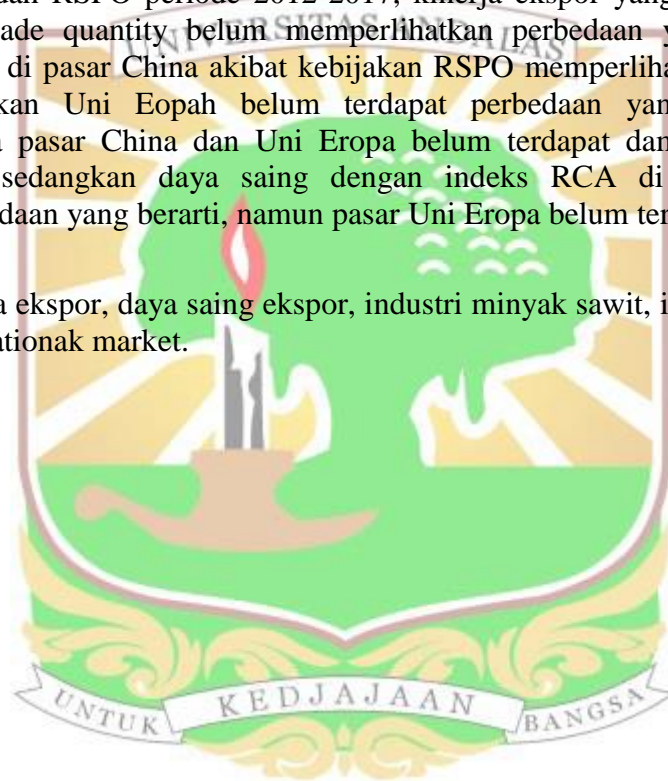 dan RSPO periode 2012-2017, kinerja ekspor yang
ade quantity belum memperlihatkan perbedaan y
UNIVERSITAS ANDALAS
di pasar China akibat kebijakan RSPO memperliha
kan Uni Eopah belum terdapat perbedaan yan
a pasar China dan Uni Eropa belum terdapat dan
sedangkan daya saing dengan indeks RCA di
daan yang berarti, namun pasar Uni Eropa belum ter
a ekspor, daya saing ekspor, industri minyak sawit, i
ationak market.
UNTUK KEDJAJAAN BANGSA